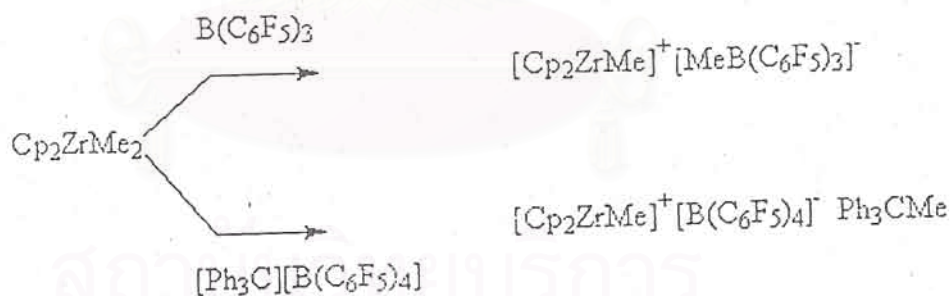 B(C₆F₅)₃
[Cp₂ZrMe]⁺[MeB(C₆F₅)₃]⁻
Cp₂ZrMe₂
[Cp₂ZrMe]⁺[B(C₆F₅)₄]⁻ Ph₃CMe
[Ph₃C][B(C₆F₅)₄]